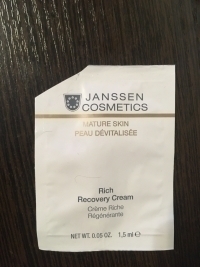 JANSSEN
COSMETICS
MATURE SKIN
PEAU DÉVITALISÉE
Rich
Recovery Cream
Crème Riche
Régénérante
NET WT. 0.05 OZ. 1,5 ml ℮